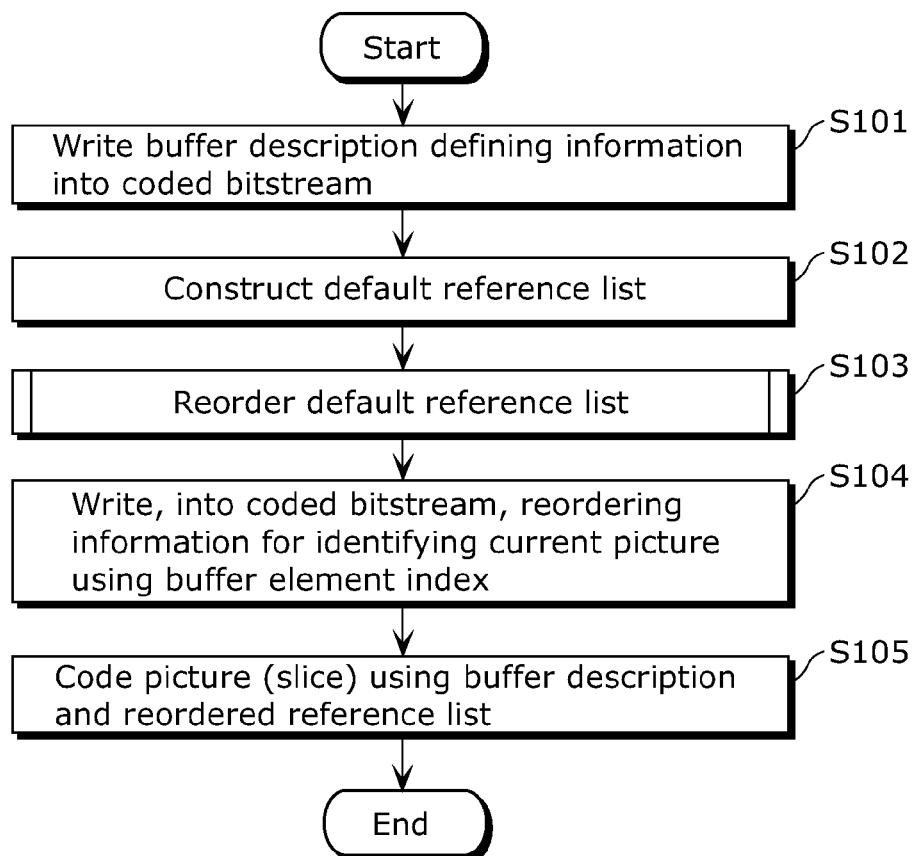 Start
S101
Write buffer description defining information
into coded bitstream
S102
Construct default reference list
S103
Reorder default reference list
S104
Write, into coded bitstream, reordering
information for identifying current picture
using buffer element index
S105
Code picture (slice) using buffer description
and reordered reference list
End